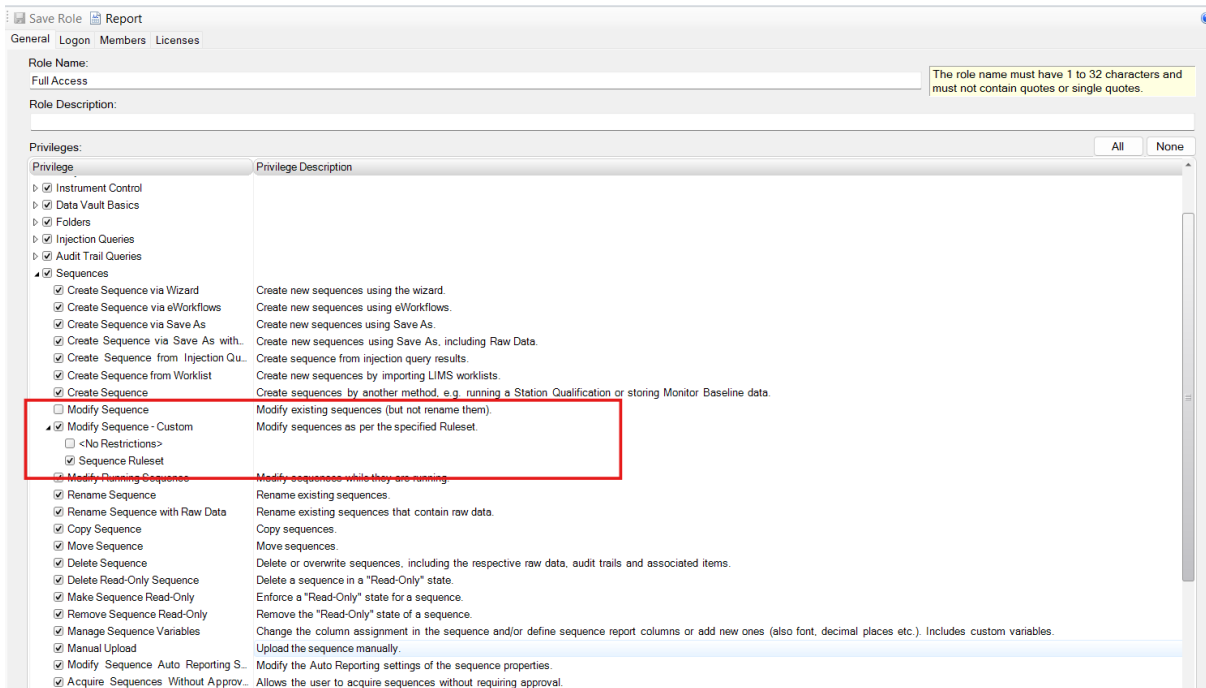 Save Role Report
General Logon Members Licenses
Role Name:
Full Access
The role name must have 1 to 32 characters and
must not contain quotes or single quotes.
Role Description:
Privileges:
All None
Privilege Privilege Description
Instrument Control
Data Vault Basics
Folders
Injection Queries
Audit Trail Queries
Sequences
Create Sequence via Wizard Create new sequences using the wizard.
Create Sequence via eWorkflows Create new sequences using eWorkflows.
Create Sequence via Save As Create new sequences using Save As.
Create Sequence via Save As with... Create new sequences using Save As, including Raw Data.
Create Sequence from Injection Qu... Create sequence from injection query results.
Create Sequence from Worklist Create new sequences by importing LIMS worklists.
Create Sequence Create sequences by another method, e.g. running a Station Qualification or storing Monitor Baseline data.
Modify Sequence Modify existing sequences (but not rename them).
Modify Sequence - Custom Modify sequences as per the specified Ruleset.
<No Restrictions>
Sequence Ruleset
Modify Running Sequence Modify sequences while they are running.
Rename Sequence Rename existing sequences.
Rename Sequence with Raw Data Rename existing sequences that contain raw data.
Copy Sequence Copy sequences.
Move Sequence Move sequences.
Delete Sequence Delete or overwrite sequences, including the respective raw data, audit trails and associated items.
Delete Read-Only Sequence Delete a sequence in a "Read-Only" state.
Make Sequence Read-Only Enforce a "Read-Only" state for a sequence.
Remove Sequence Read-Only Remove the "Read-Only" state of a sequence.
Manage Sequence Variables Change the column assignment in the sequence and/or define sequence report columns or add new ones (also font, decimal places etc.). Includes custom variables.
Manual Upload Upload the sequence manually.
Modify Sequence Auto Reporting S... Modify the Auto Reporting settings of the sequence properties.
Acquire Sequences Without Approv... Allows the user to acquire sequences without requiring approval.